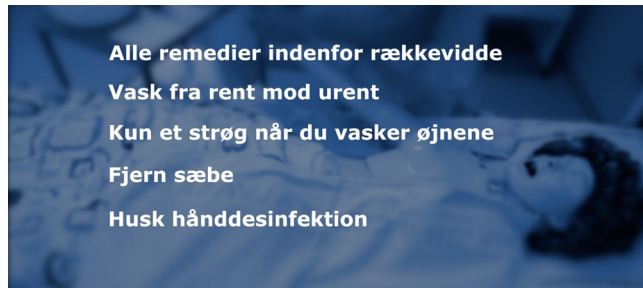 Alle remedier indenfor rækkevidde
Vask fra rent mod urent
Kun et strøg når du vasker øjnene
Fjern sæbe
Husk hånddesinfektion